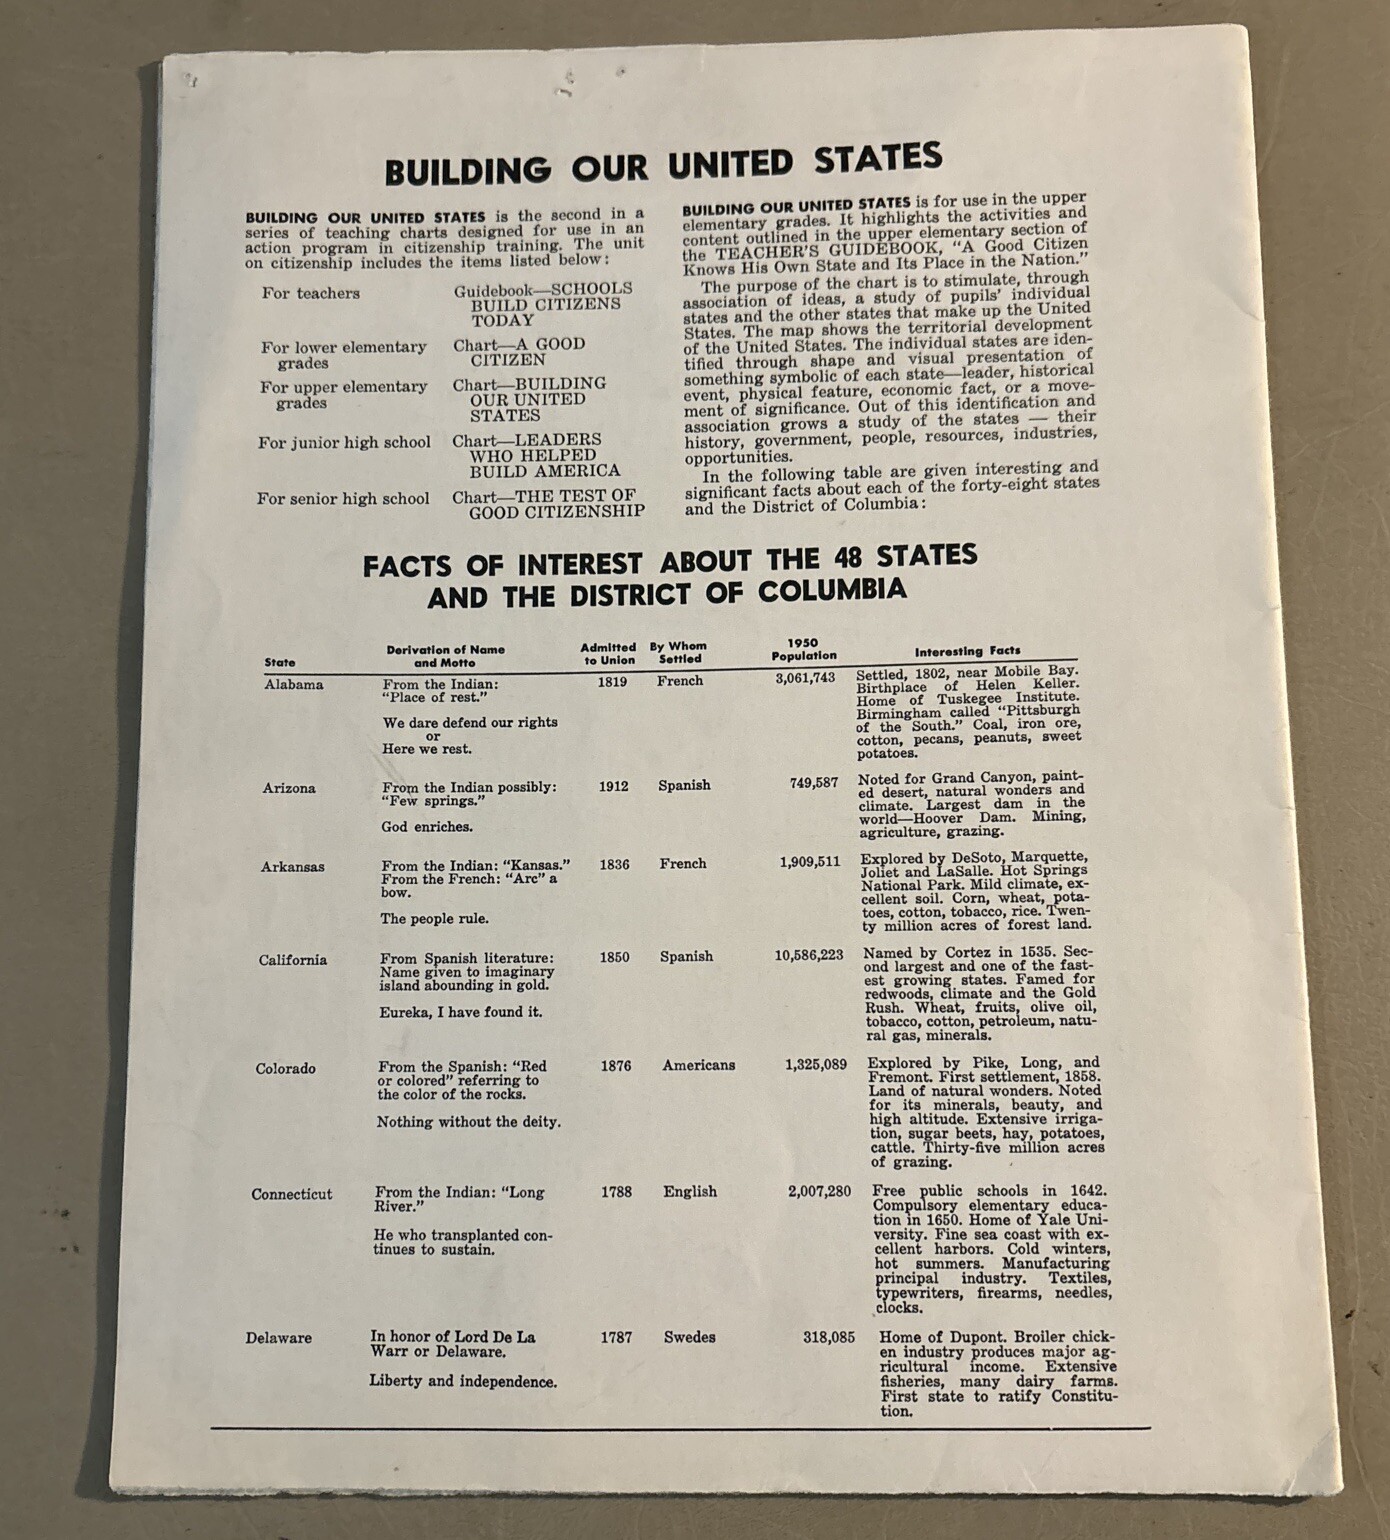 BUILDING OUR UNITED STATES
BUILDING OUR UNITED STATES is the second in a
series of teaching charts designed for use in an
action program in citizenship training. The unit
on citizenship includes the items listed below:
For teachers Guidebook—SCHOOLS
BUILD CITIZENS
TODAY
For lower elementary Chart—A GOOD
grades CITIZEN
For upper elementary Chart—BUILDING
grades OUR UNITED
STATES
For junior high school Chart—LEADERS
WHO HELPED
BUILD AMERICA
For senior high school Chart—THE TEST OF
GOOD CITIZENSHIP
BUILDING OUR UNITED STATES is for use in the upper
elementary grades. It highlights the activities and
content outlined in the upper elementary section of
the TEACHER'S GUIDEBOOK, "A Good Citizen
Knows His Own State and Its Place in the Nation."
The purpose of the chart is to stimulate, through
association of ideas, a study of pupils' individual
states and the other states that make up the United
States. The map shows the territorial development
of the United States. The individual states are iden-
tified through shape and visual presentation of
something symbolic of each state—leader, historical
event, physical feature, economic fact, or a move-
ment of significance. Out of this identification and
association grows a study of the states — their
history, government, people, resources, industries,
opportunities.
In the following table are given interesting and
significant facts about each of the forty-eight states
and the District of Columbia:
FACTS OF INTEREST ABOUT THE 48 STATES
AND THE DISTRICT OF COLUMBIA
State
Derivation of Name
and Motto
Admitted
to Union
By Whom
Settled
1950
Population
Interesting Facts
Alabama
From the Indian:
"Place of rest."
We dare defend our rights
or
Here we rest.
1819
French
3,061,743
Settled, 1802, near Mobile Bay.
Birthplace of Helen Keller.
Home of Tuskegee Institute.
Birmingham called "Pittsburgh
of the South." Coal, iron ore,
cotton, pecans, peanuts, sweet
potatoes.
Arizona
From the Indian possibly:
"Few springs."
God enriches.
1912
Spanish
749,587
Noted for Grand Canyon, paint-
ed desert, natural wonders and
climate. Largest dam in the
world—Hoover Dam. Mining,
agriculture, grazing.
Arkansas
From the Indian: "Kansas."
From the French: "Arc" a
bow.
The people rule.
1836
French
1,909,511
Explored by DeSoto, Marquette,
Joliet and LaSalle. Hot Springs
National Park. Mild climate, ex-
cellent soil. Corn, wheat, pota-
toes, cotton, tobacco, rice. Twen-
ty million acres of forest land.
California
From Spanish literature:
Name given to imaginary
island abounding in gold.
Eureka, I have found it.
1850
Spanish
10,586,223
Named by Cortez in 1535. Sec-
ond largest and one of the fast-
est growing states. Famed for
redwoods, climate and the Gold
Rush. Wheat, fruits, olive oil,
tobacco, cotton, petroleum, natu-
ral gas, minerals.
Colorado
From the Spanish: "Red
or colored" referring to
the color of the rocks.
Nothing without the deity.
1876
Americans
1,325,089
Explored by Pike, Long, and
Fremont. First settlement, 1858.
Land of natural wonders. Noted
for its minerals, beauty, and
high altitude. Extensive irriga-
tion, sugar beets, hay, potatoes,
cattle. Thirty-five million acres
of grazing.
Connecticut
From the Indian: "Long
River."
He who transplanted con-
tinues to sustain.
1788
English
2,007,280
Free public schools in 1642.
Compulsory elementary educa-
tion in 1650. Home of Yale Uni-
versity. Fine sea coast with ex-
cellent harbors. Cold winters,
hot summers. Manufacturing
principal industry. Textiles,
typewriters, firearms, needles,
clocks.
Delaware
In honor of Lord De La
Warr or Delaware.
Liberty and independence.
1787
Swedes
318,085
Home of Dupont. Broiler chick-
en industry produces major ag-
ricultural income. Extensive
fisheries, many dairy farms.
First state to ratify Constitu-
tion.